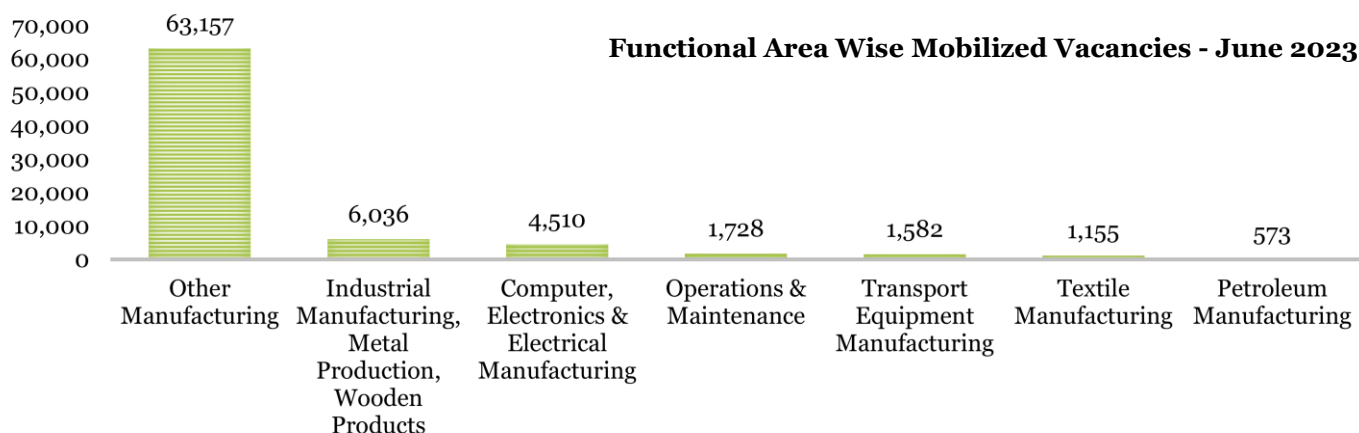 Functional Area Wise Mobilized Vacancies - June 2023
70,000
60,000
50,000
40,000
30,000
20,000
10,000
0
63,157
6,036
4,510
1,728
1,582
1,155
573
Other
Manufacturing
Industrial
Manufacturing,
Metal
Production,
Wooden
Products
Computer,
Electronics &
Electrical
Manufacturing
Operations &
Maintenance
Transport
Equipment
Manufacturing
Textile
Manufacturing
Petroleum
Manufacturing